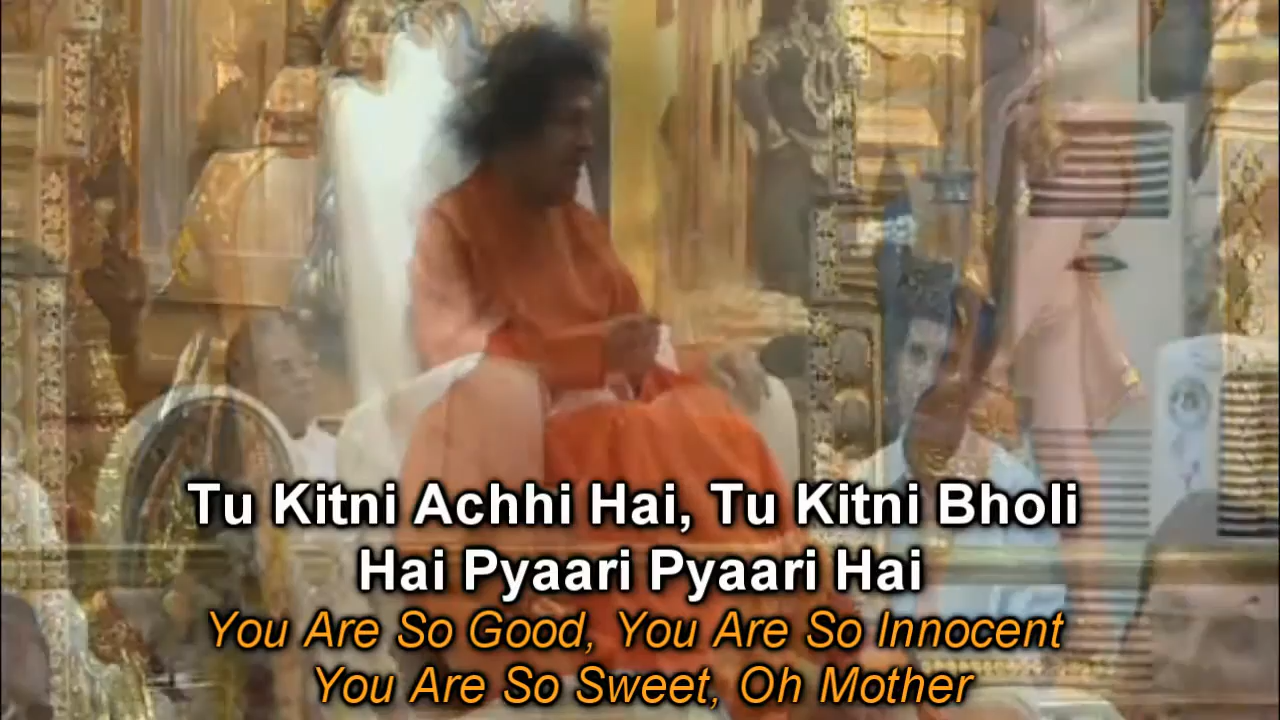 Tu Kitni Achhi Hai, Tu Kitni Bholi
Hai Pyaari Pyaari Hai
You Are So Good, You Are So Innocent
You Are So Sweet, Oh Mother